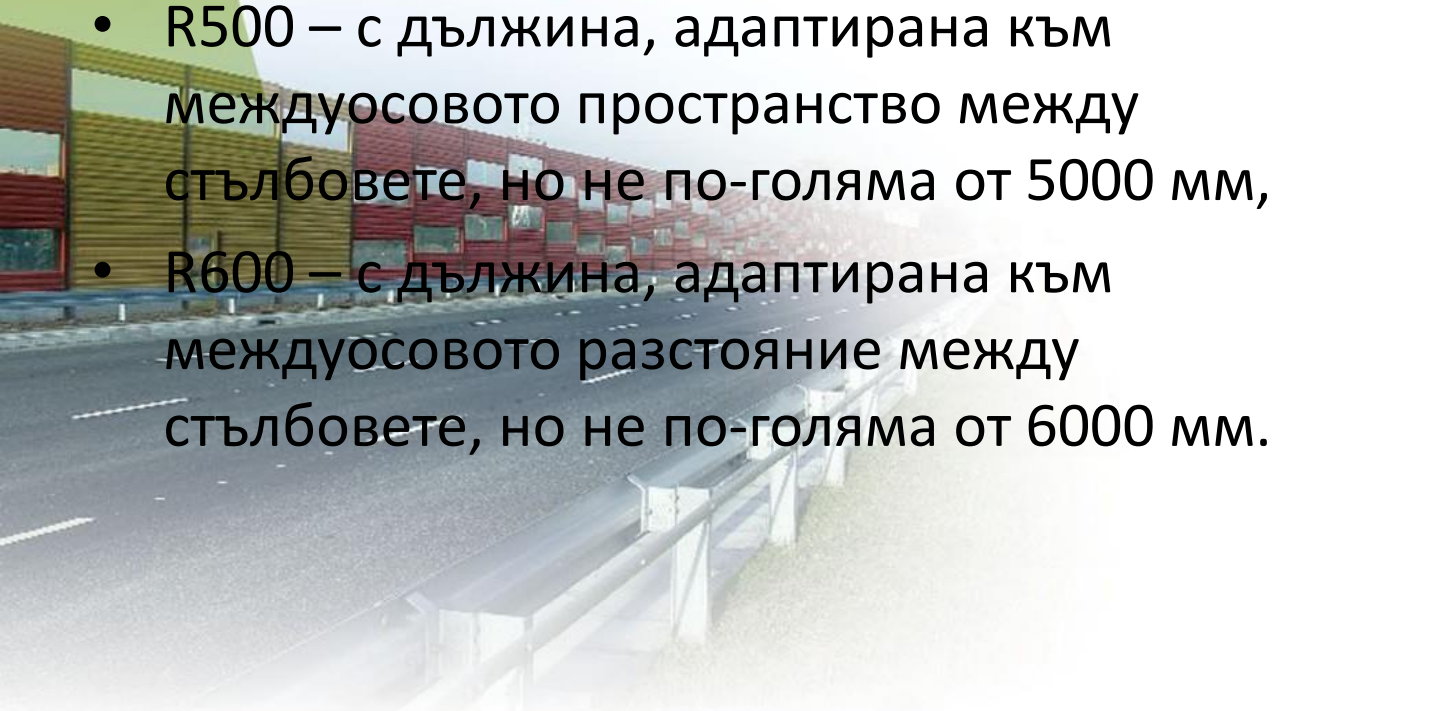 • R500 – с дължина, адаптирана към
междуосовото пространство между
стълбовете, но не по-голяма от 5000 мм,
• R600 – с дължина, адаптирана към
междуосовото разстояние между
стълбовете, но не по-голяма от 6000 мм.